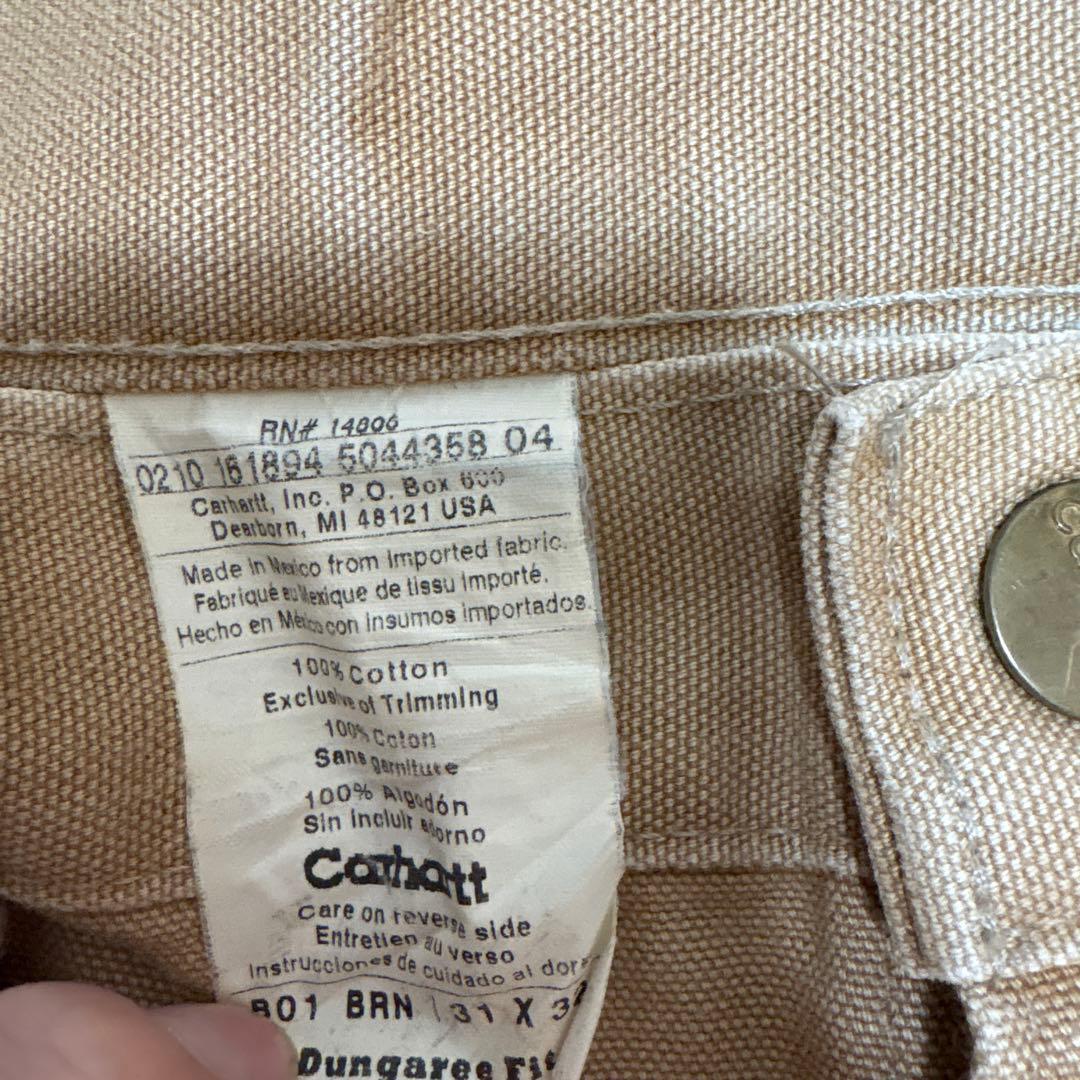 RN# 14806
0210 161894 5044358 04
Carhartt, Inc. P.O. Box 600
Dearborn, MI 48121 USA
Made in Mexico from imported fabric.
Fabriqué au Mexique de tissu importé.
Hecho en México con insumos importados.
100% Cotton
Exclusive of Trimming
100% Coton
Sans garniture
100% Algodón
Sin incluir adorno
Carhartt
Care on reverse side
Entretien au verso
Instrucciones de cuidado al dor
B01 BRN 31 X 3
Dungaree Fit